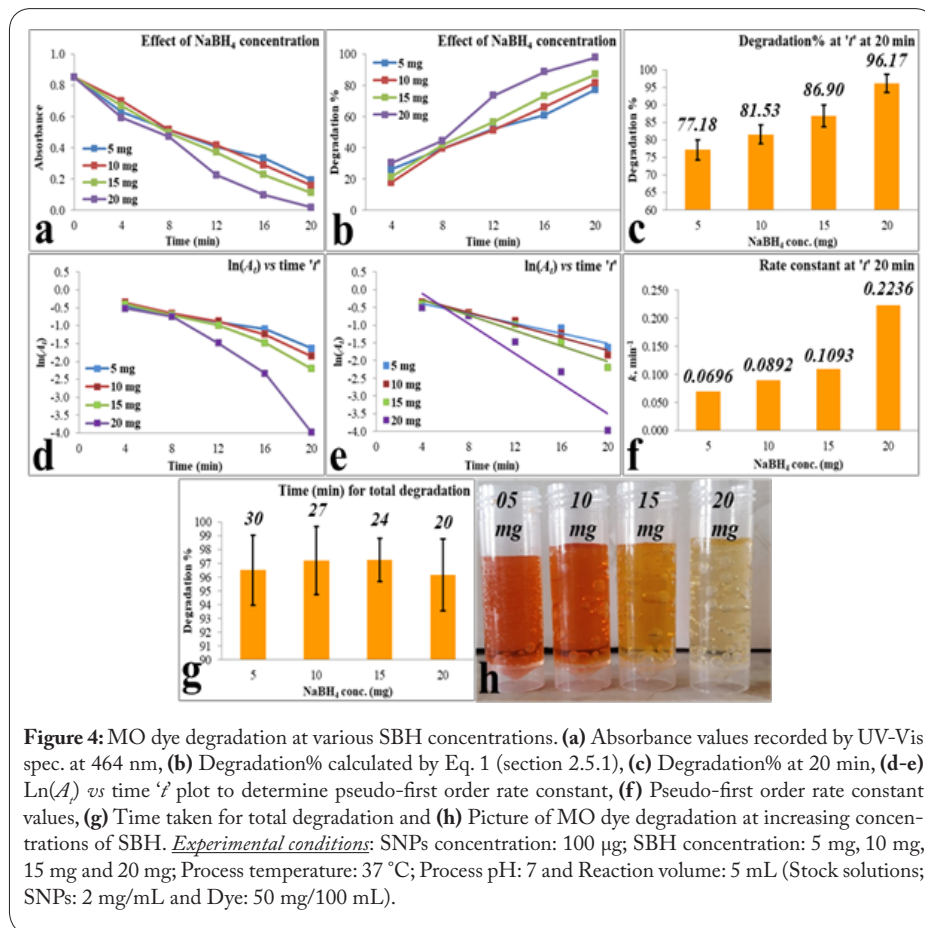 Effect of NaBH4 concentration
Absorbance
1.0
0.8
0.6
0.4
0.2
0.0
5 mg
10 mg
15 mg
20 mg
0 4 8 12 16 20
Time (min)
a
Effect of NaBH4 concentration
Degradation %
100
80
60
40
20
0
5 mg
10 mg
15 mg
20 mg
4 8 12 16 20
Time (min)
b
Degradation% at 't' at 20 min
Degradation %
100
95
90
85
80
75
70
65
60
77.18
81.53
86.90
96.17
5 10 15 20
NaBH4 conc. (mg)
c
ln(At) vs time 't'
ln(At)
0.5
0.0
-0.5
-1.0
-1.5
-2.0
-2.5
-3.0
-3.5
-4.0
5 mg
10 mg
15 mg
20 mg
0 4 8 12 16 20
Time (min)
d
ln(At) vs time 't'
ln(At)
0.5
0.0
-0.5
-1.0
-1.5
-2.0
-2.5
-3.0
-3.5
-4.0
5 mg
10 mg
15 mg
20 mg
0 4 8 12 16 20
Time (min)
e
Rate constant at 't' 20 min
k, min-1
0.250
0.200
0.150
0.100
0.050
0.000
0.0696
0.0892
0.1093
0.2236
5 10 15 20
NaBH4 conc. (mg)
f
Time (min) for total degradation
Degradation %
100
99
98
97
96
95
94
93
92
91
90
30
27
24
20
5 10 15 20
NaBH4 conc. (mg)
g
05 10 15 20
mg mg mg mg
h
Figure 4: MO dye degradation at various SBH concentrations. (a) Absorbance values recorded by UV-Vis
spec. at 464 nm, (b) Degradation% calculated by Eq. 1 (section 2.5.1), (c) Degradation% at 20 min, (d-e)
Ln(At) vs time 't' plot to determine pseudo-first order rate constant, (f) Pseudo-first order rate constant
values, (g) Time taken for total degradation and (h) Picture of MO dye degradation at increasing concen-
trations of SBH. Experimental conditions: SNPs concentration: 100 µg; SBH concentration: 5 mg, 10 mg,
15 mg and 20 mg; Process temperature: 37 °C; Process pH: 7 and Reaction volume: 5 mL (Stock solutions;
SNPs: 2 mg/mL and Dye: 50 mg/100 mL).